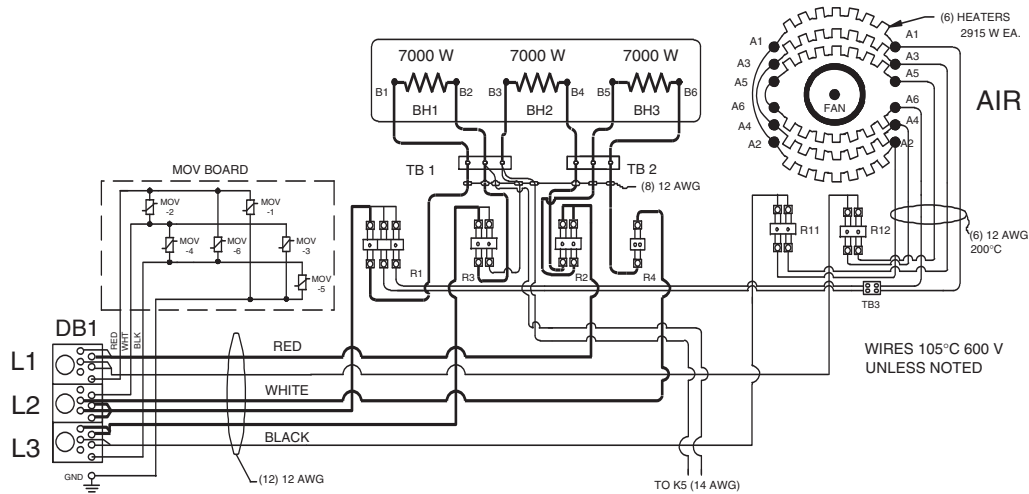 (6) HEATERS
2915 W EA.
A1
A3
A5
A6
A4
A2
A1
A3
A5
A6
A4
A2
FAN
AIR
7000 W
7000 W
7000 W
B1
B2
B3
B4
B5
B6
BH1
BH2
BH3
TB 1
TB 2
(8) 12 AWG
MOV BOARD
MOV
-2
MOV
-1
MOV
-4
MOV
-6
MOV
-3
MOV
-5
R1
R3
R2
R4
R11
R12
(6) 12 AWG
200°C
TB3
DB1
RED
WHT
BLK
L1
L2
L3
GND
RED
WHITE
BLACK
(12) 12 AWG
WIRES 105°C 600 V
UNLESS NOTED
TO K5 (14 AWG)